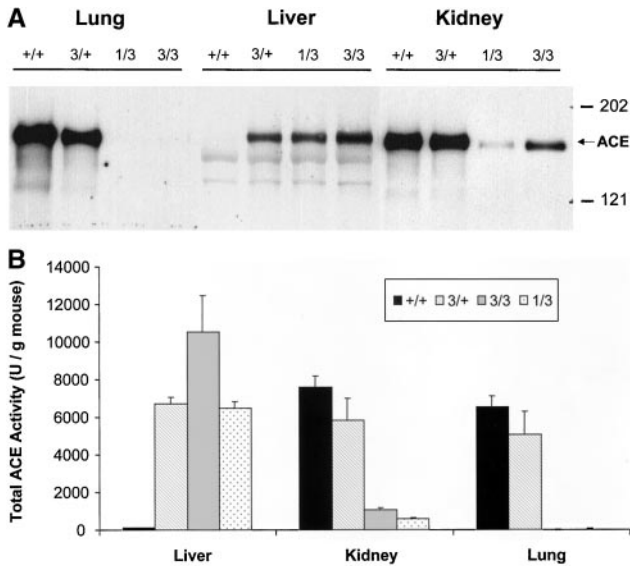 A
Lung Liver Kidney
+/+ 3/+ 1/3 3/3 +/+ 3/+ 1/3 3/3 +/+ 3/+ 1/3 3/3
— 202
←ACE
— 121
B
Total ACE Activity (U / g mouse)
14000
12000
10000
8000
6000
4000
2000
0
+/+ 3/+ 3/3 1/3
Liver Kidney Lung